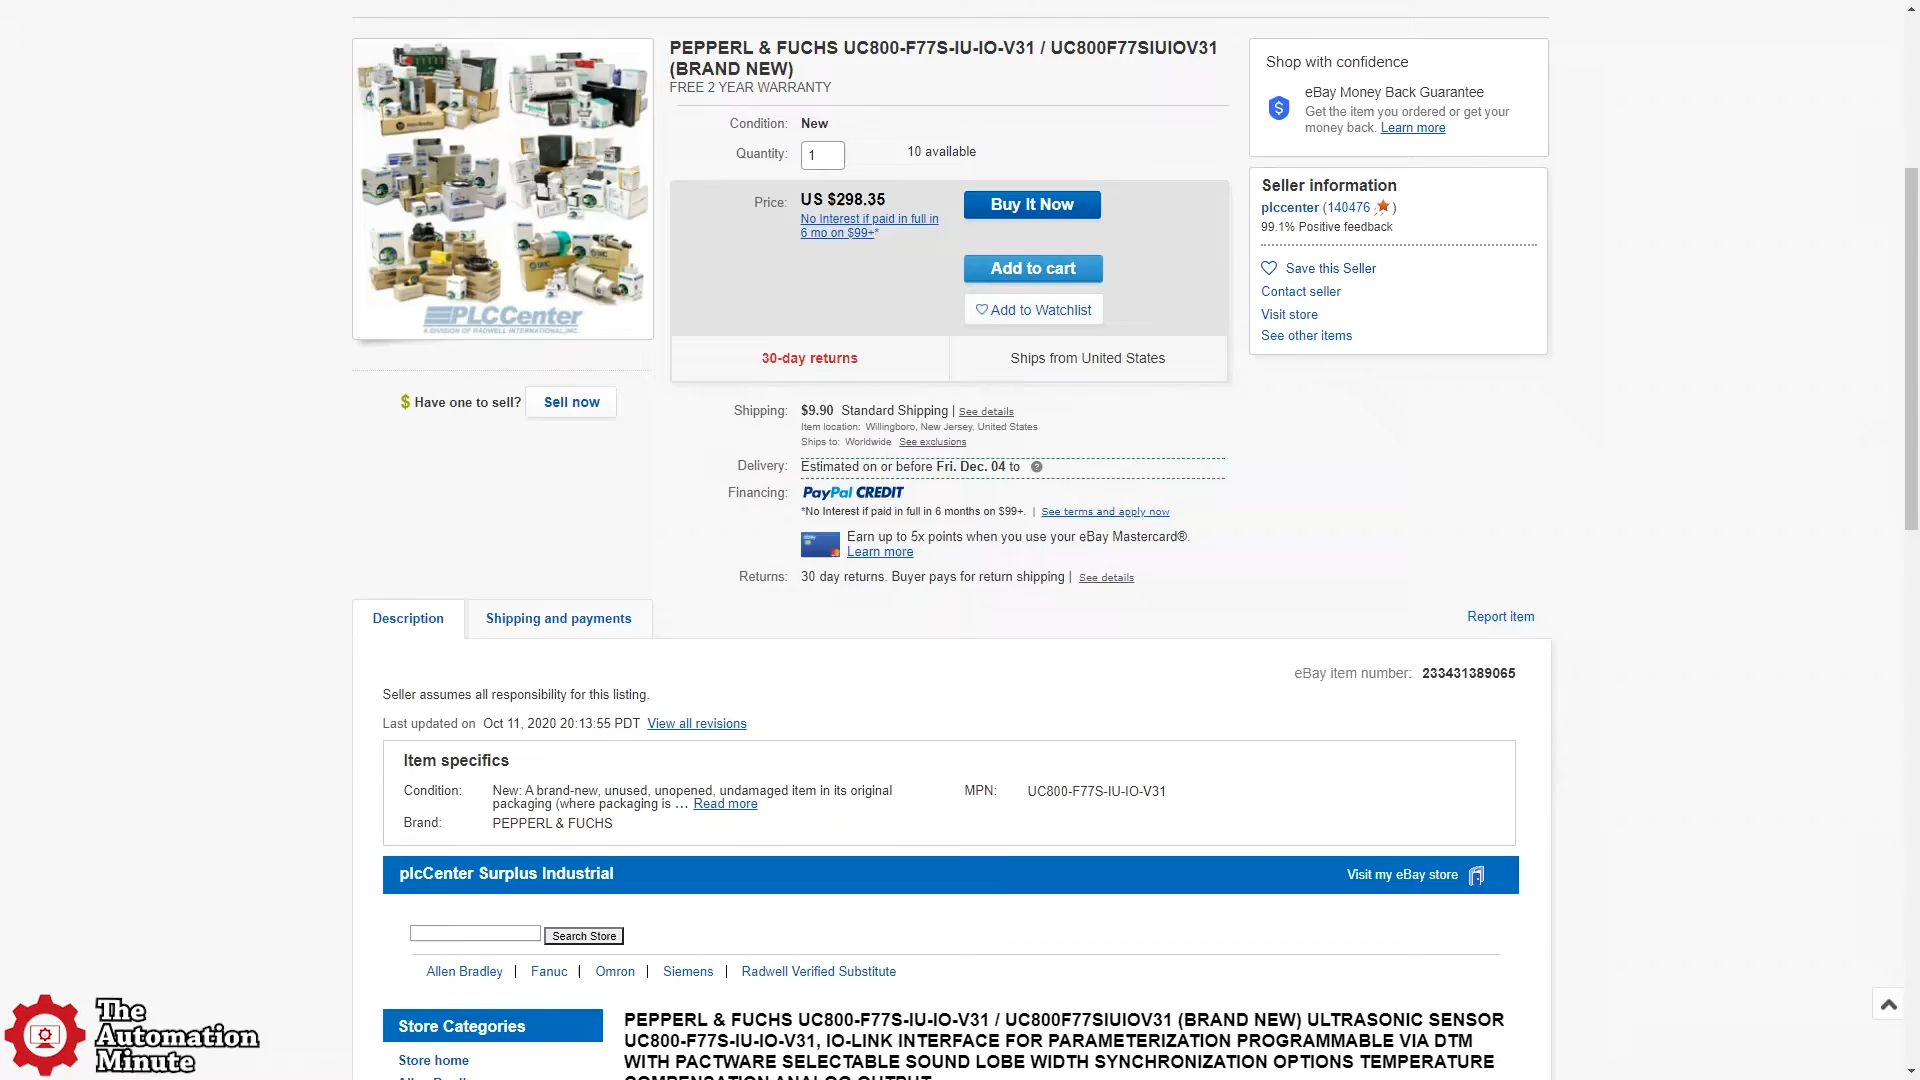 PEPPERL & FUCHS UC800-F77S-IU-IO-V31 / UC800F77SIUIOV31
(BRAND NEW)
FREE 2 YEAR WARRANTY
Condition: New
Quantity: 1 10 available
Price: US $298.35
No Interest if paid in full in
6 mo on $99+*
Buy It Now
Add to cart
Add to Watchlist
30-day returns
Ships from United States
Shipping: $9.90 Standard Shipping | See details
Item location: Willingboro, New Jersey, United States
Ships to: Worldwide See exclusions
Delivery: Estimated on or before Fri. Dec. 04 to
Financing: PayPal CREDIT
*No Interest if paid in full in 6 months on $99+. | See terms and apply now
Earn up to 5x points when you use your eBay Mastercard®.
Learn more
Returns: 30 day returns. Buyer pays for return shipping | See details
Shop with confidence
eBay Money Back Guarantee
Get the item you ordered or get your
money back. Learn more
Seller information
plccenter (140476)
99.1% Positive feedback
Save this Seller
Contact seller
Visit store
See other items
PLCCenter
A DIVISION OF RADWELL INTERNATIONAL, INC.
$ Have one to sell? Sell now
Description
Shipping and payments
Report item
eBay item number: 233431389065
Seller assumes all responsibility for this listing.
Last updated on Oct 11, 2020 20:13:55 PDT View all revisions
Item specifics
Condition: New: A brand-new, unused, unopened, undamaged item in its original
packaging (where packaging is … Read more
MPN: UC800-F77S-IU-IO-V31
Brand: PEPPERL & FUCHS
plcCenter Surplus Industrial
Visit my eBay store
Search Store
Allen Bradley | Fanuc | Omron | Siemens | Radwell Verified Substitute
Store Categories
Store home
PEPPERL & FUCHS UC800-F77S-IU-IO-V31 / UC800F77SIUIOV31 (BRAND NEW) ULTRASONIC SENSOR
UC800-F77S-IU-IO-V31, IO-LINK INTERFACE FOR PARAMETERIZATION PROGRAMMABLE VIA DTM
WITH PACTWARE SELECTABLE SOUND LOBE WIDTH SYNCHRONIZATION OPTIONS TEMPERATURE
COMPENSATION ANALOG OUTPUT
The
Automation
Minute